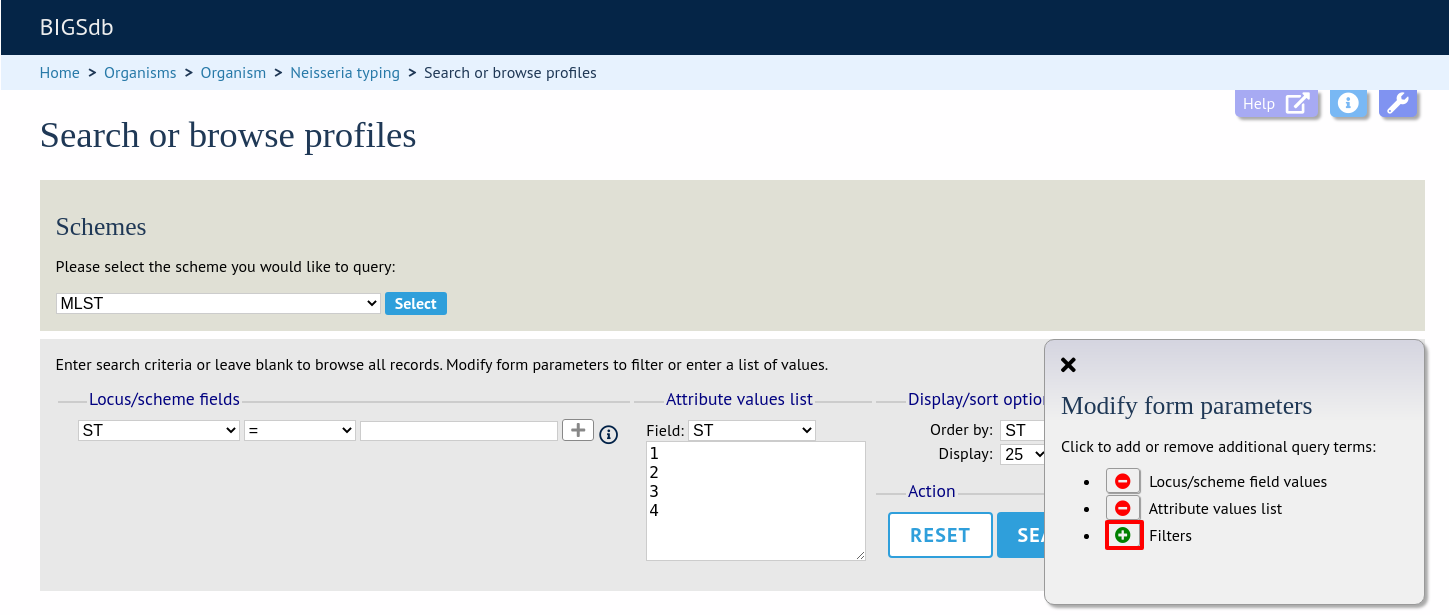 BIGSdb
Home > Organisms > Organism > Neisseria typing > Search or browse profiles
Help
Search or browse profiles
Schemes
Please select the scheme you would like to query:
MLST Select
Enter search criteria or leave blank to browse all records. Modify form parameters to filter or enter a list of values.
Locus/scheme fields
ST = 
Attribute values list
Field: ST
1
2
3
4
Display/sort option
Order by: ST
Display: 25
Action
RESET SEA
Modify form parameters
Click to add or remove additional query terms:
Locus/scheme field values
Attribute values list
Filters